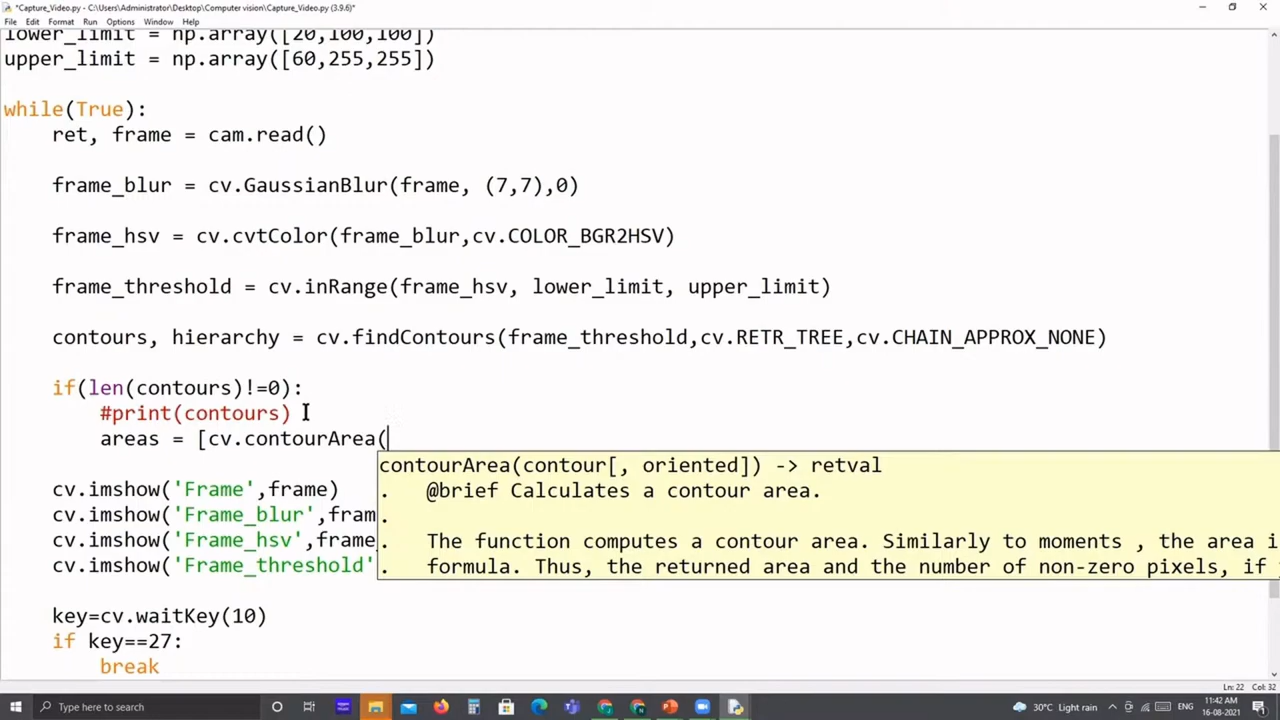 *Capture_Video.py - C:\Users\Administrator\Desktop\Computer vision\Capture_Video.py (3.9.6)*
File Edit Format Run Options Window Help
lower_limit = np.array([20,100,100])
upper_limit = np.array([60,255,255])
while(True):
ret, frame = cam.read()
frame_blur = cv.GaussianBlur(frame, (7,7),0)
frame_hsv = cv.cvtColor(frame_blur,cv.COLOR_BGR2HSV)
frame_threshold = cv.inRange(frame_hsv, lower_limit, upper_limit)
contours, hierarchy = cv.findContours(frame_threshold,cv.RETR_TREE,cv.CHAIN_APPROX_NONE)
if(len(contours)!=0):
#print(contours)
areas = [cv.contourArea(
contourArea(contour[, oriented]) -> retval
. @brief Calculates a contour area.
.
. The function computes a contour area. Similarly to moments , the area i
. formula. Thus, the returned area and the number of non-zero pixels, if
cv.imshow('Frame',frame)
cv.imshow('Frame_blur',fram
cv.imshow('Frame_hsv',frame
cv.imshow('Frame_threshold'
key=cv.waitKey(10)
if key==27:
break
Ln: 22 Col: 32
Type here to search
30°C Light rain
ENG
11:42 AM
16-08-2021